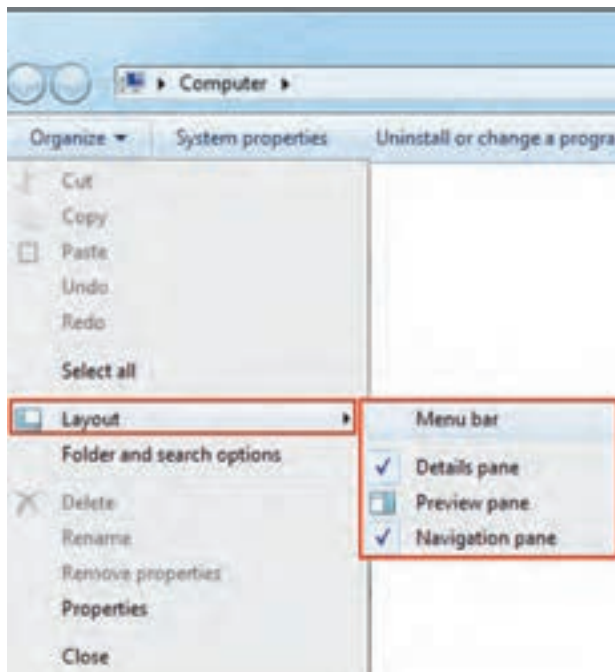 Computer
Organize System properties Uninstall or change a progra
Cut
Copy
Paste
Undo
Redo
Select all
Layout
Menu bar
Folder and search options
Details pane
Preview pane
Navigation pane
Delete
Rename
Remove properties
Properties
Close